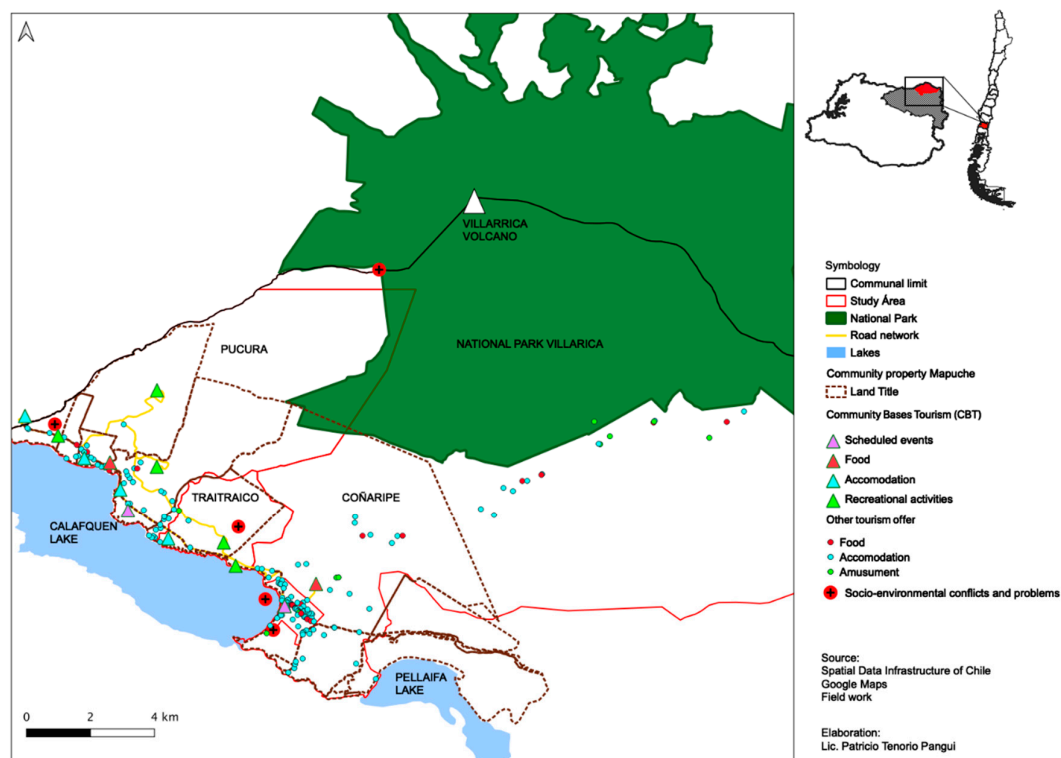 VILLARRICA
VOLCANO
PUCURA
NATIONAL PARK VILLARICA
TRAITRAICO
COÑARIPE
CALAFQUEN
LAKE
PELLAIFA
LAKE
0 2 4 km
Symbology
Communal limit
Study Área
National Park
Road network
Lakes
Community property Mapuche
Land Title
Community Bases Tourism (CBT)
Scheduled events
Food
Accomodation
Recreational activities
Other tourism offer
Food
Accomodation
Amusument
Socio-environmental conflicts and problems
Source:
Spatial Data Infrastructure of Chile
Google Maps
Field work
Elaboration:
Lic. Patricio Tenorio Pangui